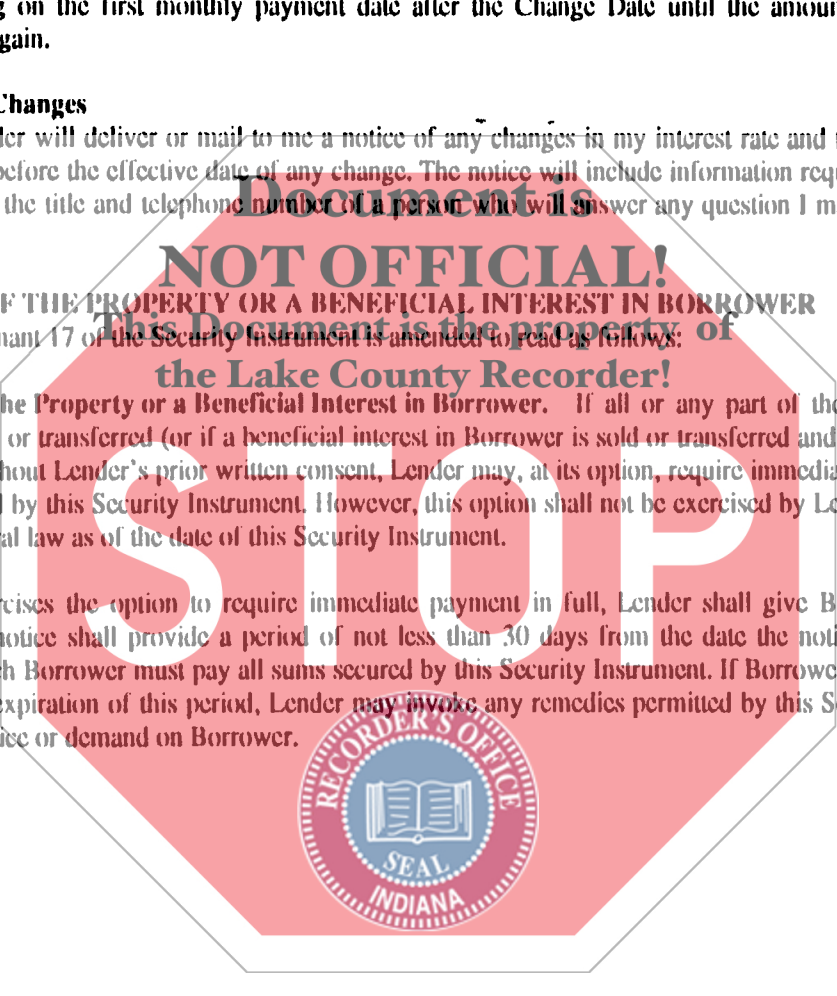 g on the first monthly payment date after the Change Date until the amoun
gain.
Changes
der will deliver or mail to me a notice of any changes in my interest rate and
before the effective date of any change. The notice will include information requ
the title and telephone number of a person who will answer any question I m
Document is
NOT OFFICIAL!
F THE PROPERTY OR A BENEFICIAL INTEREST IN BORROWER
This Document is the property of
nant 17 of the Security Instrument is amended to read as follows:
the Lake County Recorder!
he Property or a Beneficial Interest in Borrower. If all or any part of the
or transferred (or if a beneficial interest in Borrower is sold or transferred and
hout Lender's prior written consent, Lender may, at its option, require immedia
by this Security Instrument. However, this option shall not be exercised by Le
al law as of the date of this Security Instrument.
STOP
rcises the option to require immediate payment in full, Lender shall give B
notice shall provide a period of not less than 30 days from the date the noti
h Borrower must pay all sums secured by this Security Instrument. If Borrowe
expiration of this period, Lender may invoke any remedies permitted by this S
ice or demand on Borrower.
RECORDER'S OFFICE
SEAL
INDIANA